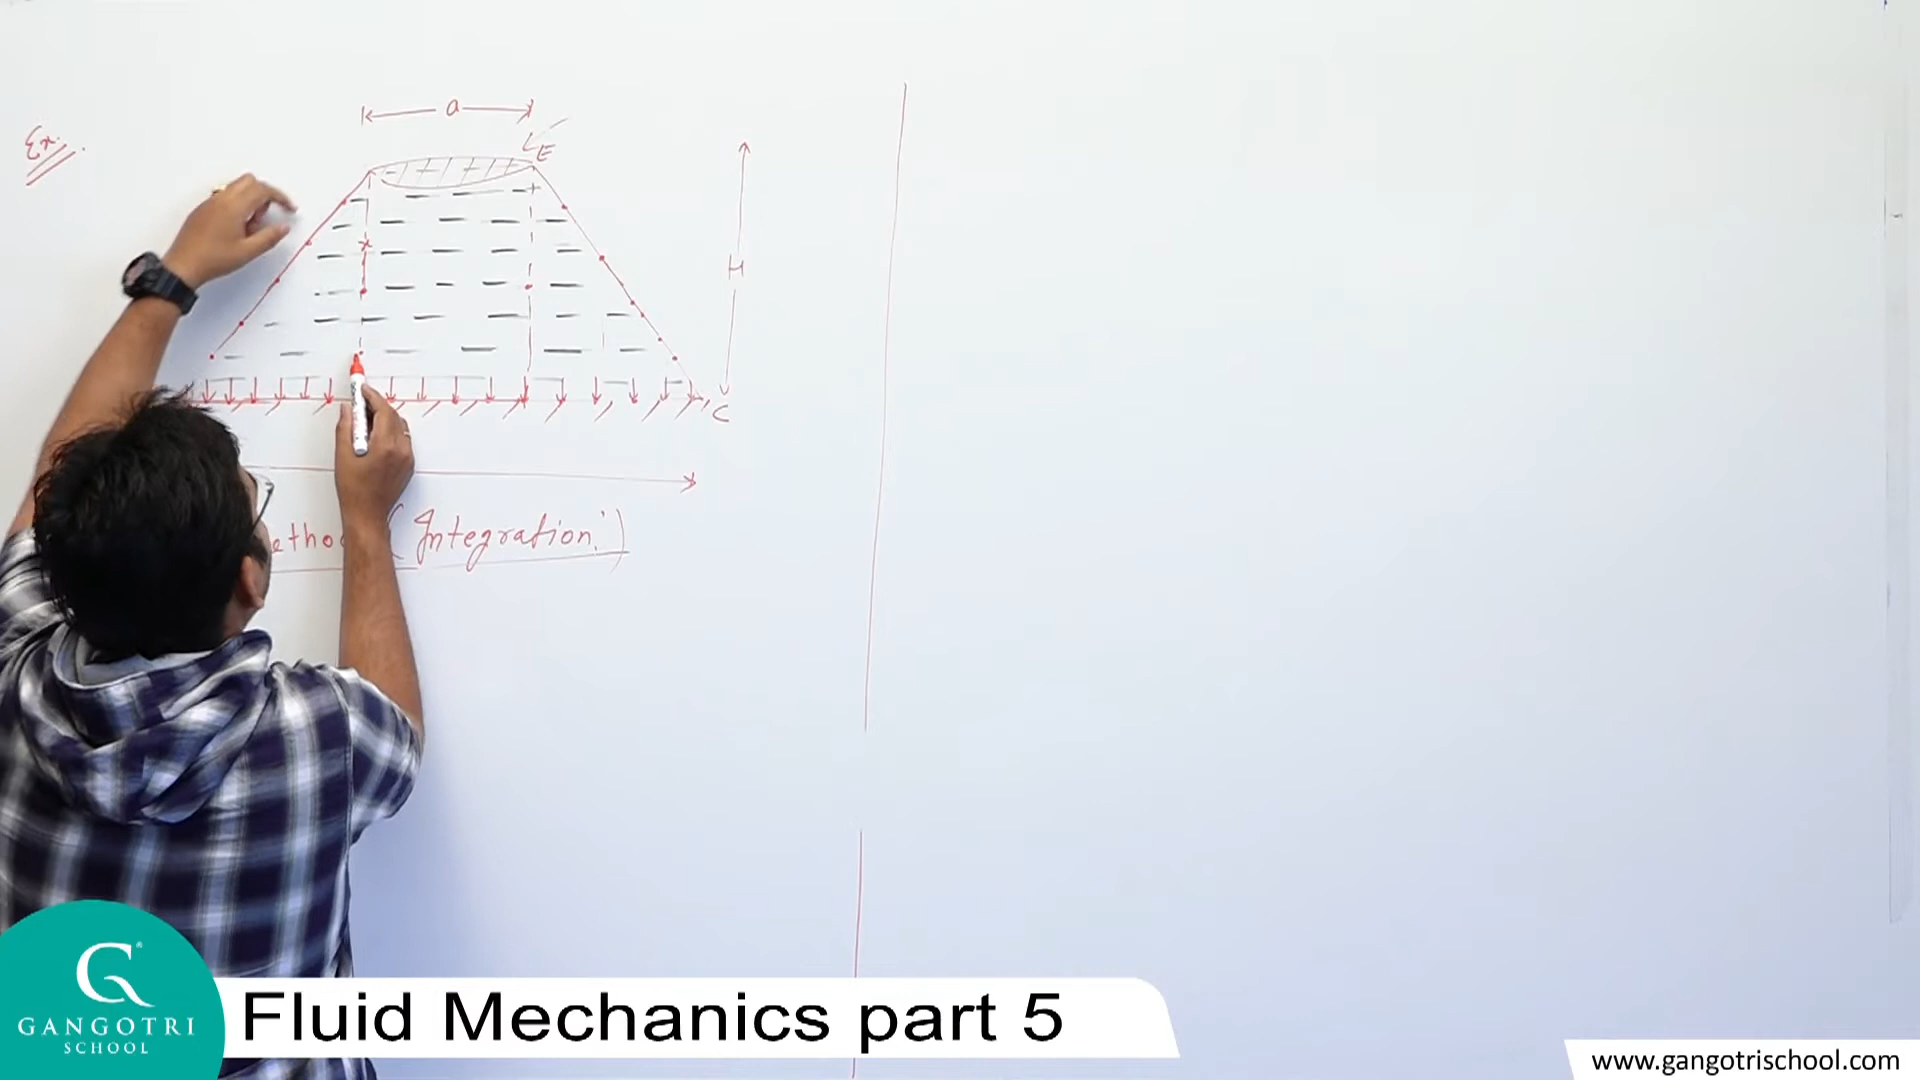 Ex.
a
E
H
C
(Integration:)
GANGOTRI
SCHOOL
Fluid Mechanics part 5
www.gangotrischool.com